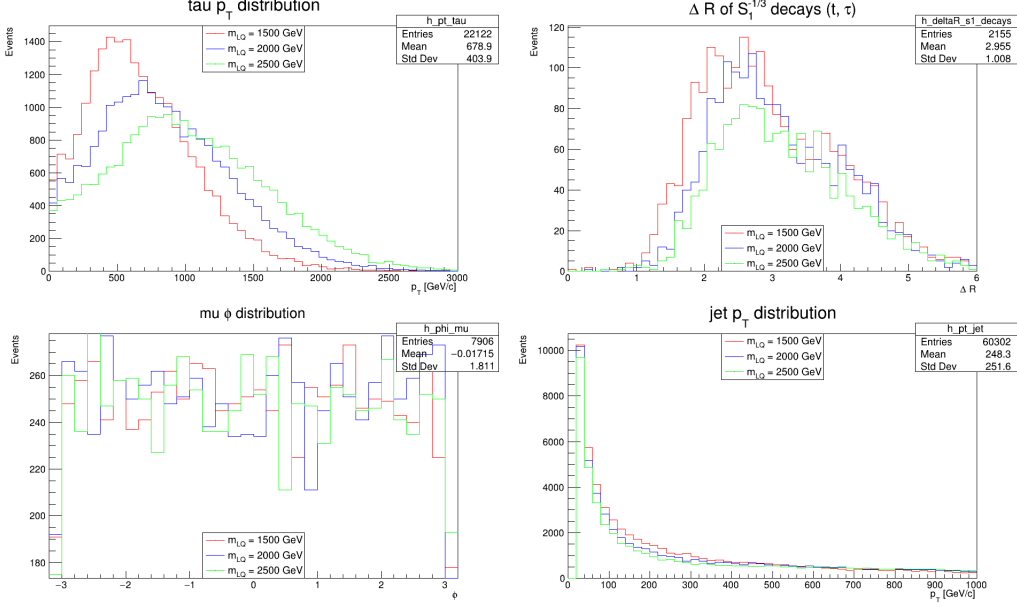 tau p_T distribution
Events
h_pt_tau
Entries 22122
Mean 678.9
Std Dev 403.9
m_LQ = 1500 GeV
m_LQ = 2000 GeV
m_LQ = 2500 GeV
1400
1200
1000
800
600
400
200
0
0 500 1000 1500 2000 2500 3000
p_T [GeV/c]
Δ R of S_1^{-1/3} decays (t, τ)
Events
h_deltaR_s1_decays
Entries 2155
Mean 2.955
Std Dev 1.008
120
100
80
60
40
20
0
m_LQ = 1500 GeV
m_LQ = 2000 GeV
m_LQ = 2500 GeV
0 1 2 3 4 5 6
Δ R
mu ϕ distribution
Events
h_phi_mu
Entries 7906
Mean −0.01715
Std Dev 1.811
260
240
220
200
180
m_LQ = 1500 GeV
m_LQ = 2000 GeV
m_LQ = 2500 GeV
−3 −2 −1 0 1 2 3
ϕ
jet p_T distribution
Events
h_pt_jet
Entries 60302
Mean 248.3
Std Dev 251.6
m_LQ = 1500 GeV
m_LQ = 2000 GeV
m_LQ = 2500 GeV
10000
8000
6000
4000
2000
0
0 100 200 300 400 500 600 700 800 900 1000
p_T [GeV/c]